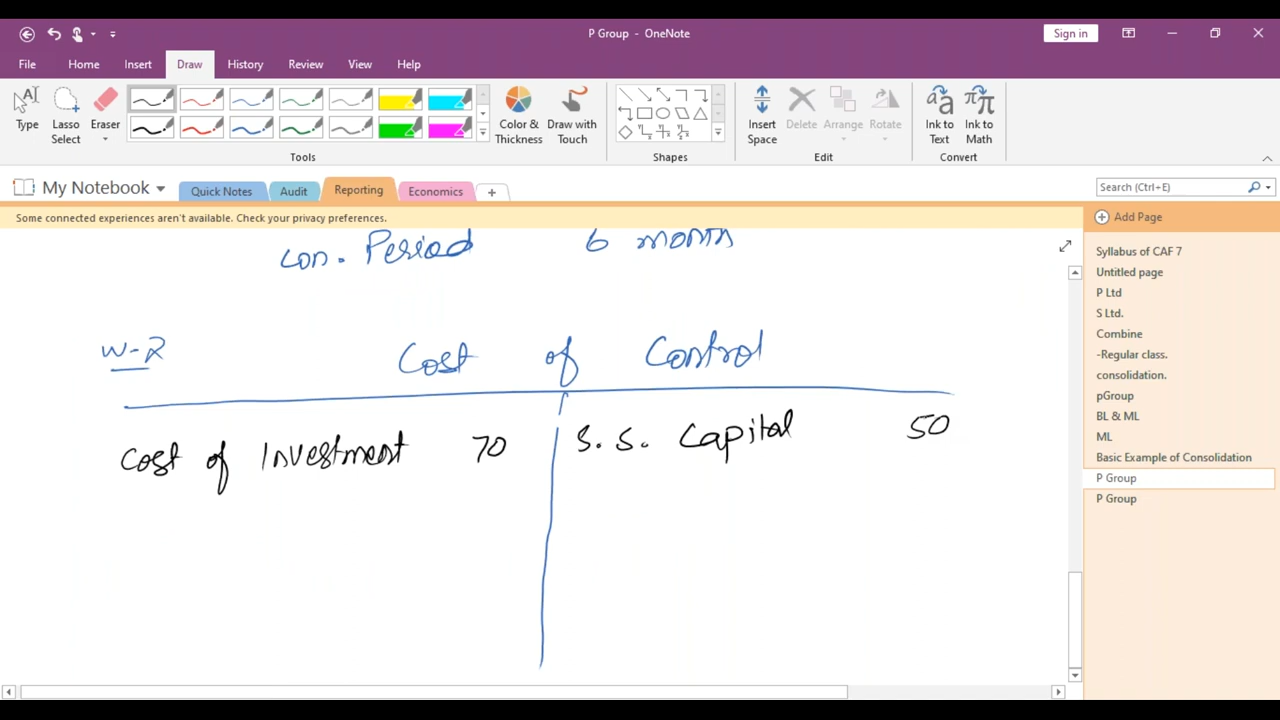 P Group - OneNote
Sign in
File Home Insert Draw History Review View Help
Type
Lasso Select
Eraser
Color & Thickness
Draw with Touch
Insert Space
Delete
Arrange
Rotate
Ink to Text
Ink to Math
Tools Shapes Edit Convert
My Notebook Quick Notes Audit Reporting Economics
Search (Ctrl+E)
Some connected experiences aren't available. Check your privacy preferences.
Add Page
con. Period 6 month
W-2 Cost of Control
Cost of Investment 70 S. S. Capital 50
Syllabus of CAF 7
Untitled page
P Ltd
S Ltd.
Combine
-Regular class.
consolidation.
pGroup
BL & ML
ML
Basic Example of Consolidation
P Group
P Group